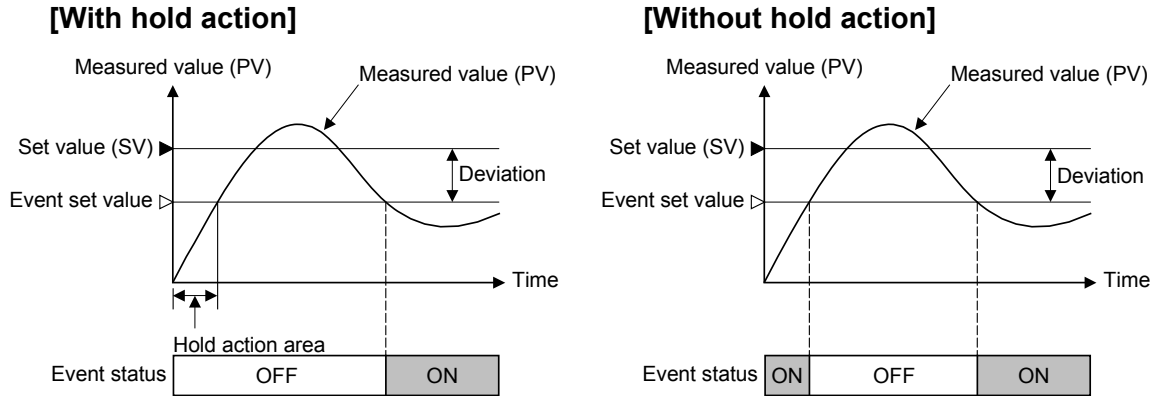 [With hold action]
Measured value (PV)
Measured value (PV)
Set value (SV)
Deviation
Event set value
Time
Hold action area
Event status
OFF
ON
[Without hold action]
Measured value (PV)
Measured value (PV)
Set value (SV)
Deviation
Event set value
Time
Event status
ON
OFF
ON